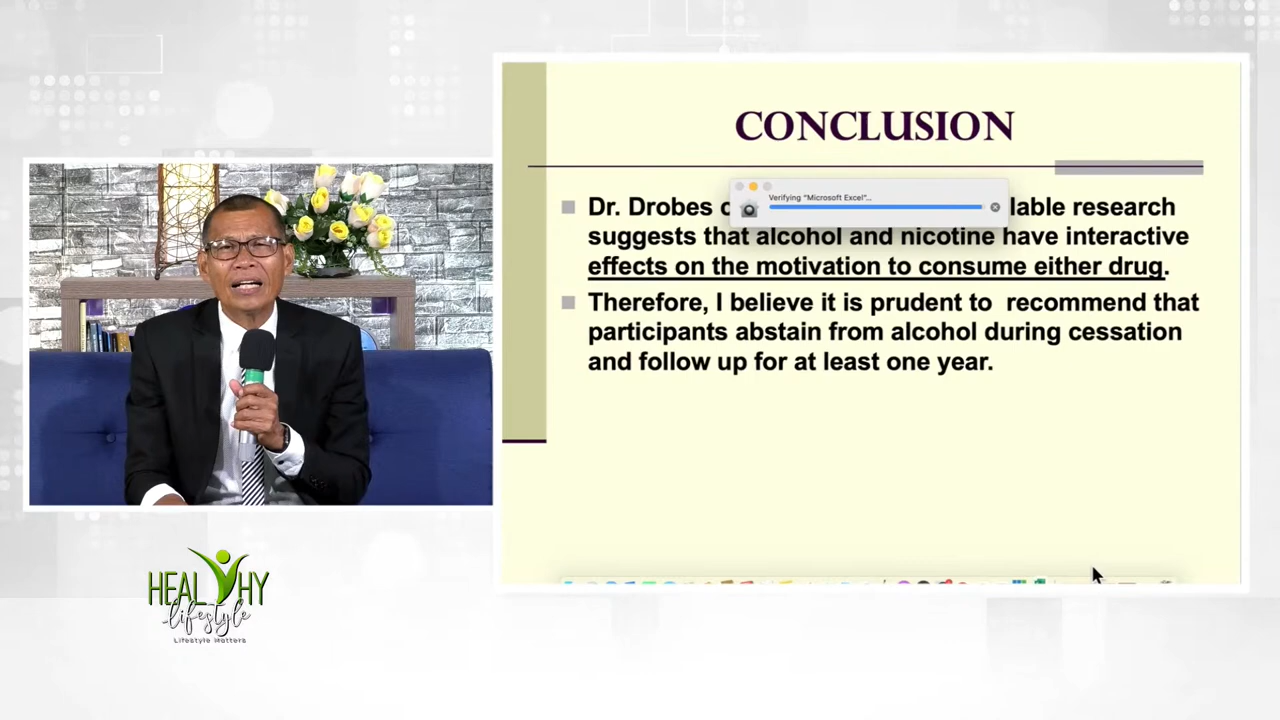 CONCLUSION
Verifying "Microsoft Excel"...
Dr. Drobes lable research
suggests that alcohol and nicotine have interactive
effects on the motivation to consume either drug.
Therefore, I believe it is prudent to recommend that
participants abstain from alcohol during cessation
and follow up for at least one year.
HEALTHY
lifestyle
Lifestyle Matters